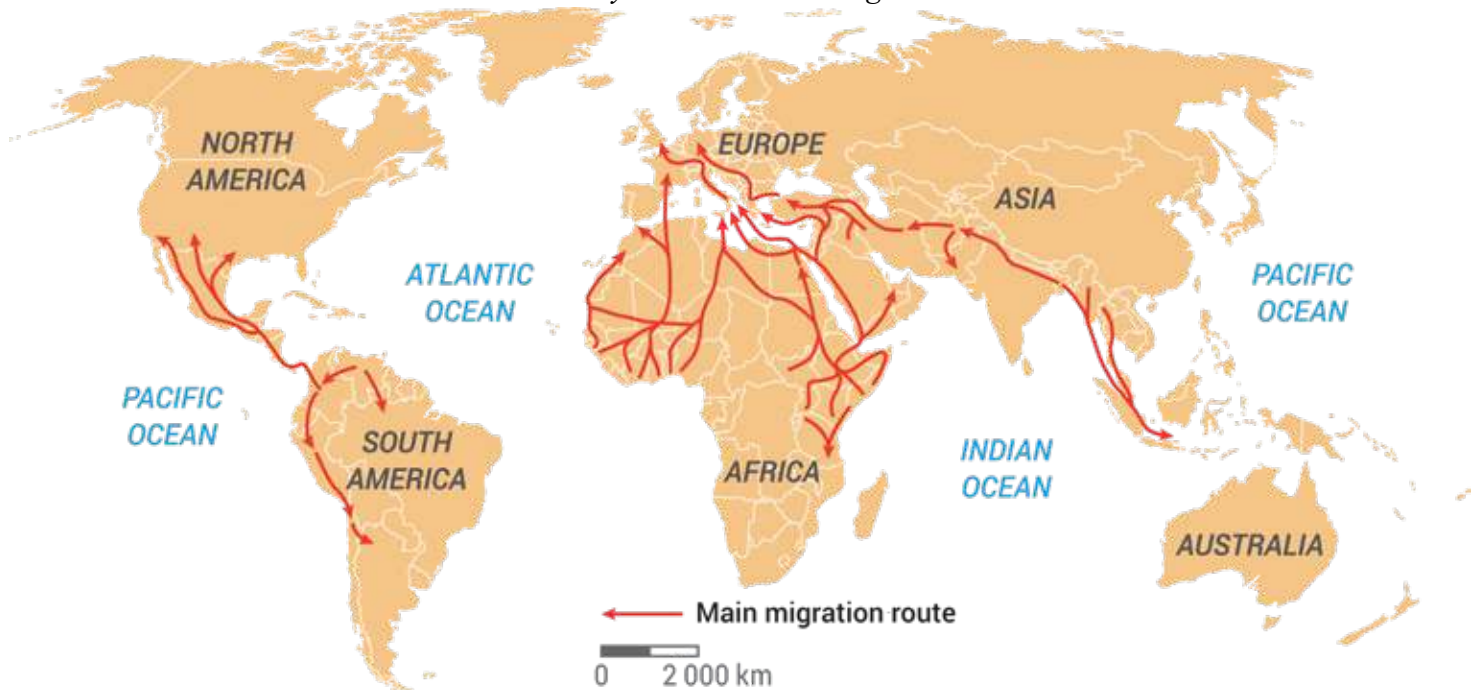 NORTH
AMERICA
EUROPE
ASIA
ATLANTIC
OCEAN
PACIFIC
OCEAN
PACIFIC
OCEAN
SOUTH
AMERICA
AFRICA
INDIAN
OCEAN
AUSTRALIA
Main migration route
0 2 000 km